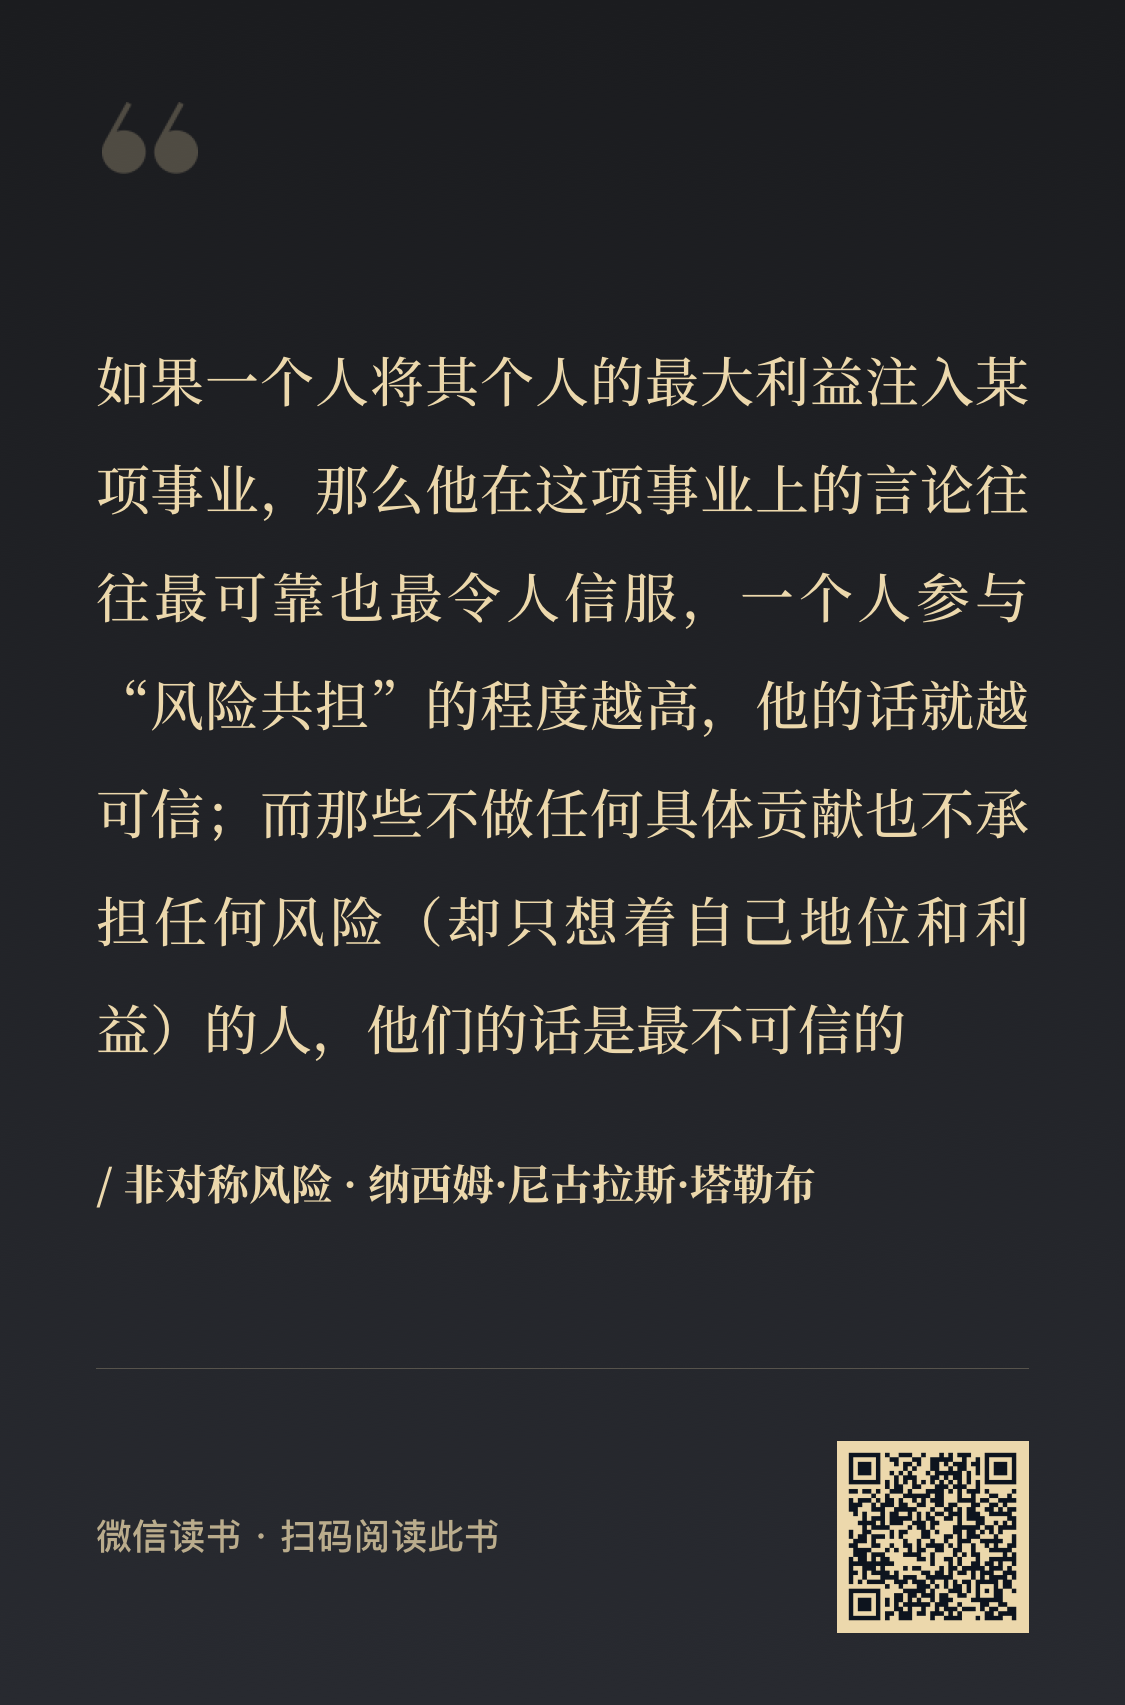 如果一个人将其个人的最大利益注入某
项事业，那么他在这项事业上的言论往
往最可靠也最令人信服，一个人参与
“风险共担”的程度越高，他的话就越
可信；而那些不做任何具体贡献也不承
担任何风险（却只想着自己地位和利
益）的人，他们的话是最不可信的
/ 非对称风险 · 纳西姆·尼古拉斯·塔勒布
微信读书 · 扫码阅读此书